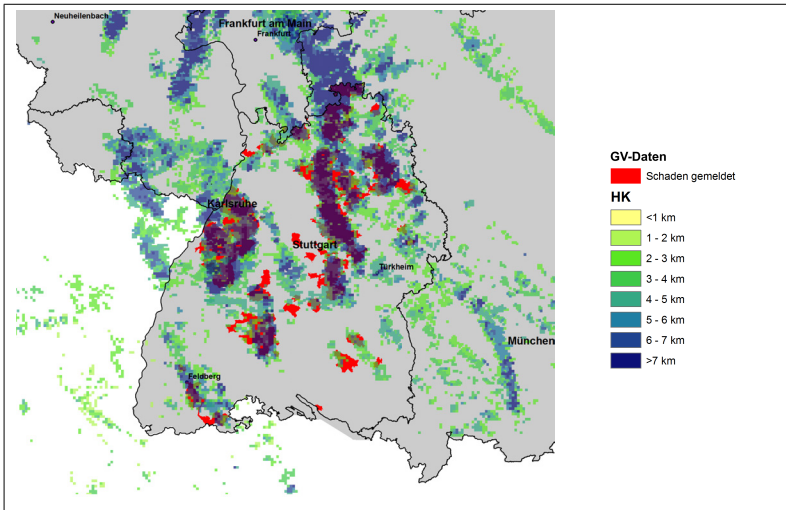 Neuheilenbach
Frankfurt am Main
Frankfurt
Karlsruhe
Stuttgart
Türkheim
München
Feldberg
GV-Daten
Schaden gemeldet
HK
<1 km
1 - 2 km
2 - 3 km
3 - 4 km
4 - 5 km
5 - 6 km
6 - 7 km
>7 km